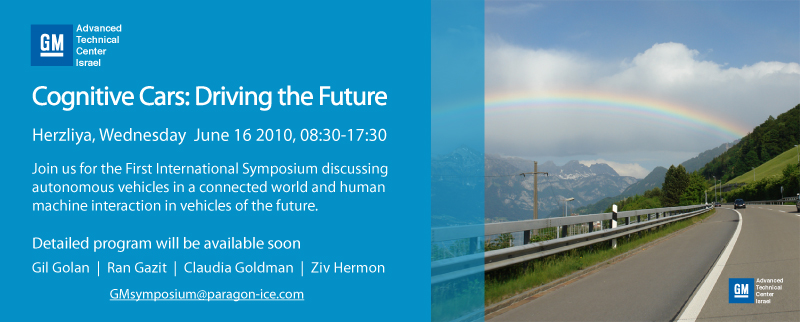 GM
Advanced
Technical
Center
Israel
Cognitive Cars: Driving the Future
Herzliya, Wednesday June 16 2010, 08:30-17:30
Join us for the First International Symposium discussing
autonomous vehicles in a connected world and human
machine interaction in vehicles of the future.
Detailed program will be available soon
Gil Golan | Ran Gazit | Claudia Goldman | Ziv Hermon
GMsymposium@paragon-ice.com
GM
Advanced
Technical
Center
Israel